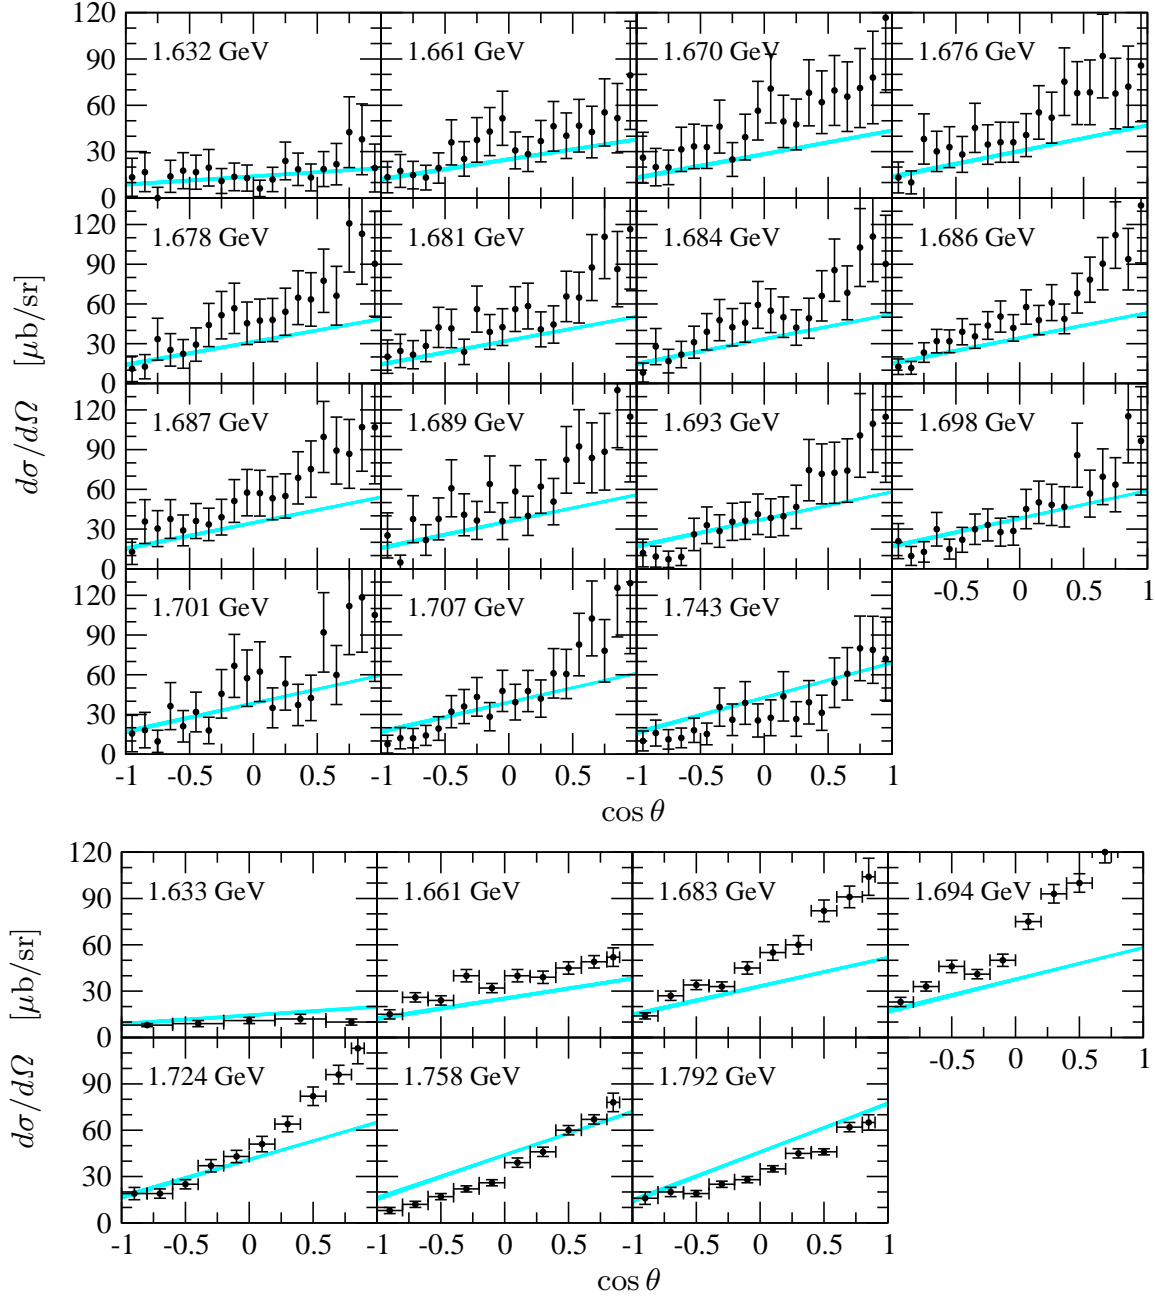 120
90
60
30
0
1.632 GeV
1.661 GeV
1.670 GeV
1.676 GeV
120
90
60
30
0
1.678 GeV
1.681 GeV
1.684 GeV
1.686 GeV
120
90
60
30
0
1.687 GeV
1.689 GeV
1.693 GeV
1.698 GeV
-0.5 0 0.5 1
120
90
60
30
0
1.701 GeV
1.707 GeV
1.743 GeV
-1 -0.5 0 0.5 -1 -0.5 0 0.5 -1 -0.5 0 0.5 1
cos θ
dσ/dΩ [μb/sr]
120
90
60
30
0
1.633 GeV
1.661 GeV
1.683 GeV
1.694 GeV
-0.5 0 0.5 1
90
60
30
0
1.724 GeV
1.758 GeV
1.792 GeV
-1 -0.5 0 0.5 -1 -0.5 0 0.5 -1 -0.5 0 0.5 1
cos θ
dσ/dΩ [μb/sr]